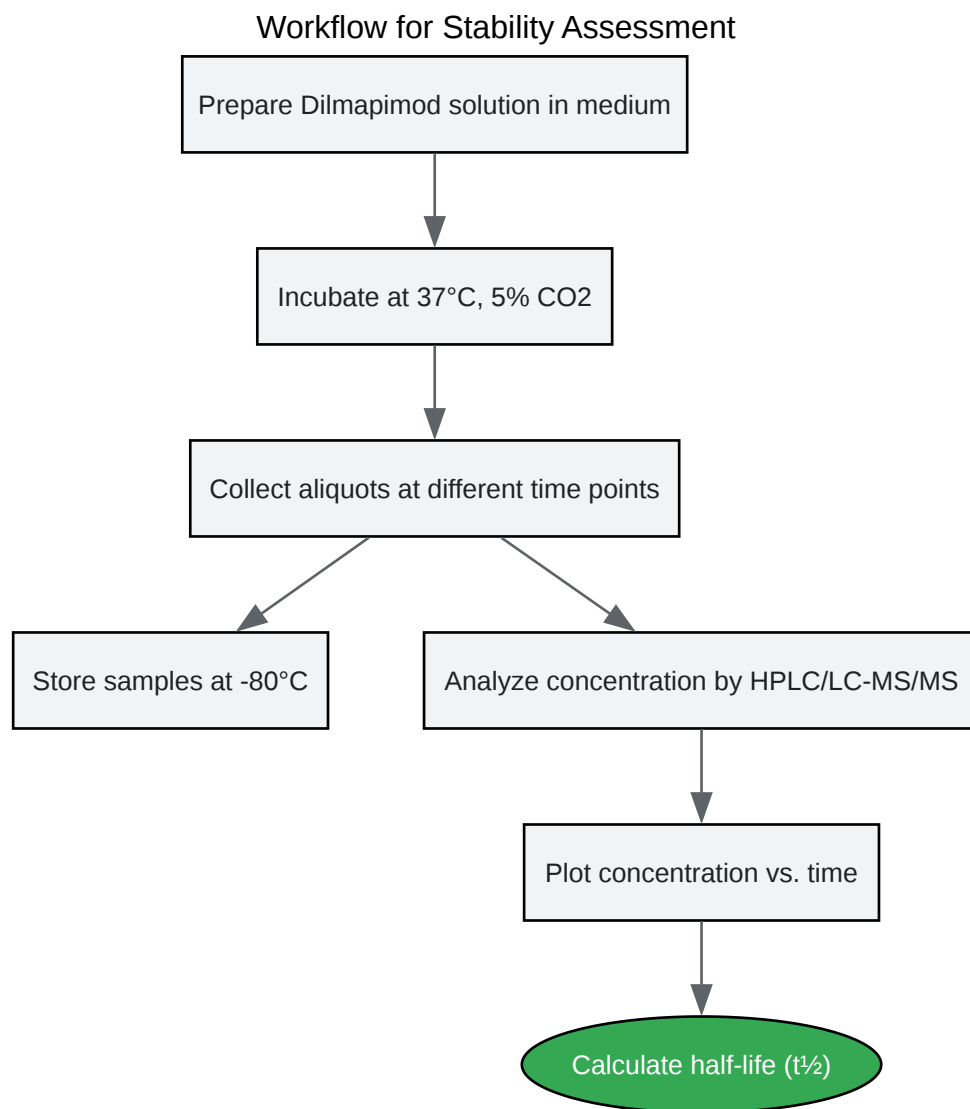 Workflow for Stability Assessment
Prepare Dilmapimod solution in medium
Incubate at 37°C, 5% CO2
Collect aliquots at different time points
Store samples at -80°C
Analyze concentration by HPLC/LC-MS/MS
Plot concentration vs. time
Calculate half-life (t½)